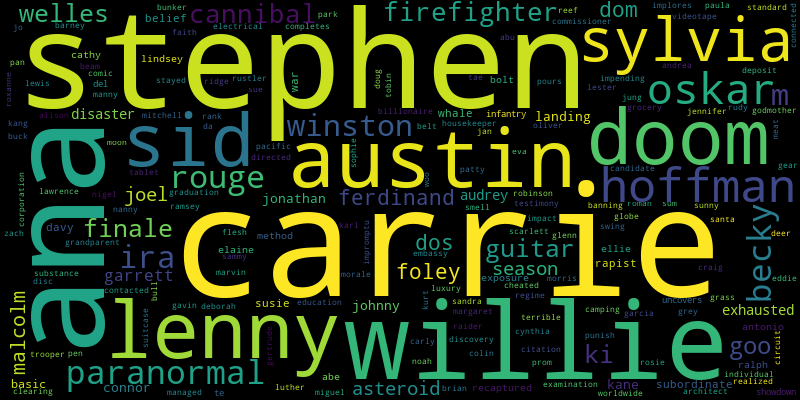 welles
belief
bunker
cannibal
park
firefighter
reef
dom
commissioner
implores
videotape
paula
standard
jo
barney
faith
electrical
completes
abu
stephen
sylvia
connected
pan
cathy
lindsey
war
roxanne
lewis
del
manny
comic
beam
stayed
ridge
sue
rustler
doug
tobin
tae
bolt
pours
andrea
impending
lester
deposit
oskar
m
alison
disaster
mitchell
rank
da
sid
winston
whale
belt
infantry
landing
jung
grocery
rudy
jennifer
godmother
kang
buck
moon
pacific
directed
billionaire
housekeeper
jan
oliver
doom
meat
ana
tablet
rouge
sophie
austin
eva
patty
candidate
gear
lawrence
nigel
joel
graduation
jonathan
ferdinand
audrey
robinson
hoffman
corporation
nanny
ramsey
smell
testimony
banning
roman
sum
sunny
zach
davy
finale
flesh
karl
impromptu
carrie
impact
scarlett
glenn
globe
santa
grandparent
elaine
method
dos
guitar
swing
becky
deer
substance
disc
ira
sammy
embassy
season
ellie
rapist
garrett
marvin
morale
foley
exposure
morris
craig
eddie
contacted
bull
luxury
cheated
uncovers
malcolm
gavin
deborah
education
susie
johnny
kurt
sandra
regime
camping
grey
grass
lenny
suitcase
margaret
raider
terrible
garcia
exhausted
willie
carly
discovery
cynthia
punish
antonio
trooper
pen
gertrude
abe
noah
colin
citation
ki
rosie
goo
circuit
paranormal
prom
ralph
basic
connor
luther
asteroid
examination
kane
subordinate
individual
realized
clearing
managed
te
miguel
brian
recaptured
worldwide
architect
showdown